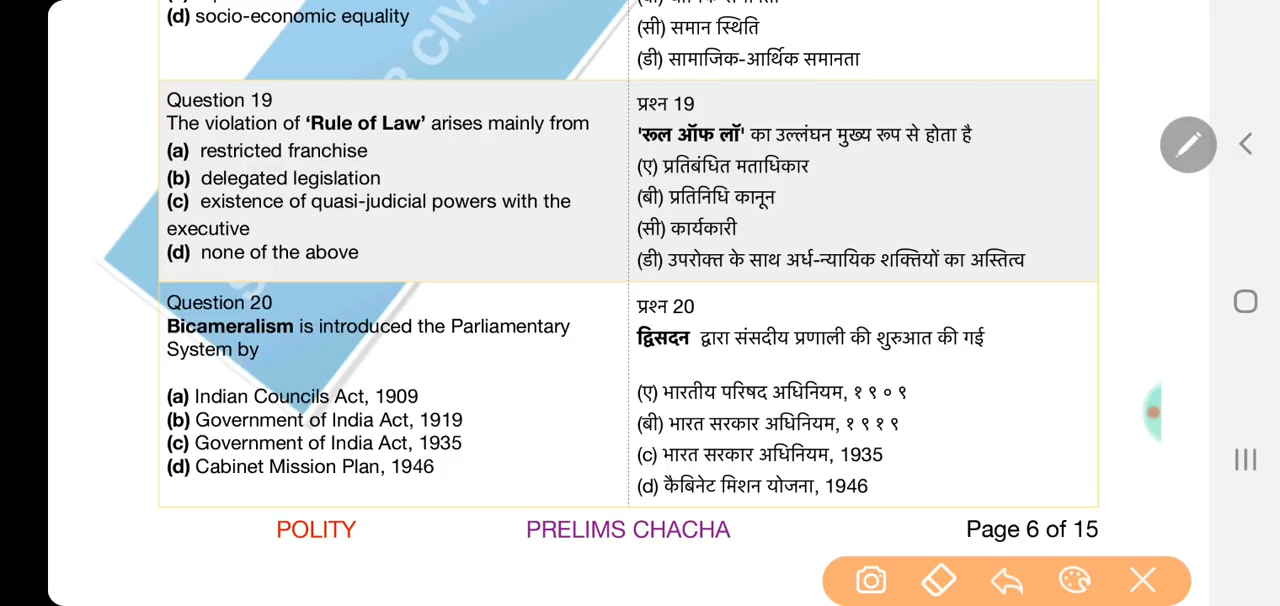 (d) socio-economic equality
(सी) समान स्थिति
(डी) सामाजिक-आर्थिक समानता
Question 19
The violation of ‘Rule of Law’ arises mainly from
(a) restricted franchise
(b) delegated legislation
(c) existence of quasi-judicial powers with the
executive
(d) none of the above
प्रश्न 19
'रूल ऑफ लॉ' का उल्लंघन मुख्य रूप से होता है
(ए) प्रतिबंधित मताधिकार
(बी) प्रतिनिधि कानून
(सी) कार्यकारी
(डी) उपरोक्त के साथ अर्ध-न्यायिक शक्तियों का अस्तित्व
Question 20
Bicameralism is introduced the Parliamentary
System by
(a) Indian Councils Act, 1909
(b) Government of India Act, 1919
(c) Government of India Act, 1935
(d) Cabinet Mission Plan, 1946
प्रश्न 20
द्विसदन द्वारा संसदीय प्रणाली की शुरुआत की गई
(ए) भारतीय परिषद अधिनियम, १९०९
(बी) भारत सरकार अधिनियम, १९१९
(c) भारत सरकार अधिनियम, 1935
(d) कैबिनेट मिशन योजना, 1946
POLITY PRELIMS CHACHA Page 6 of 15